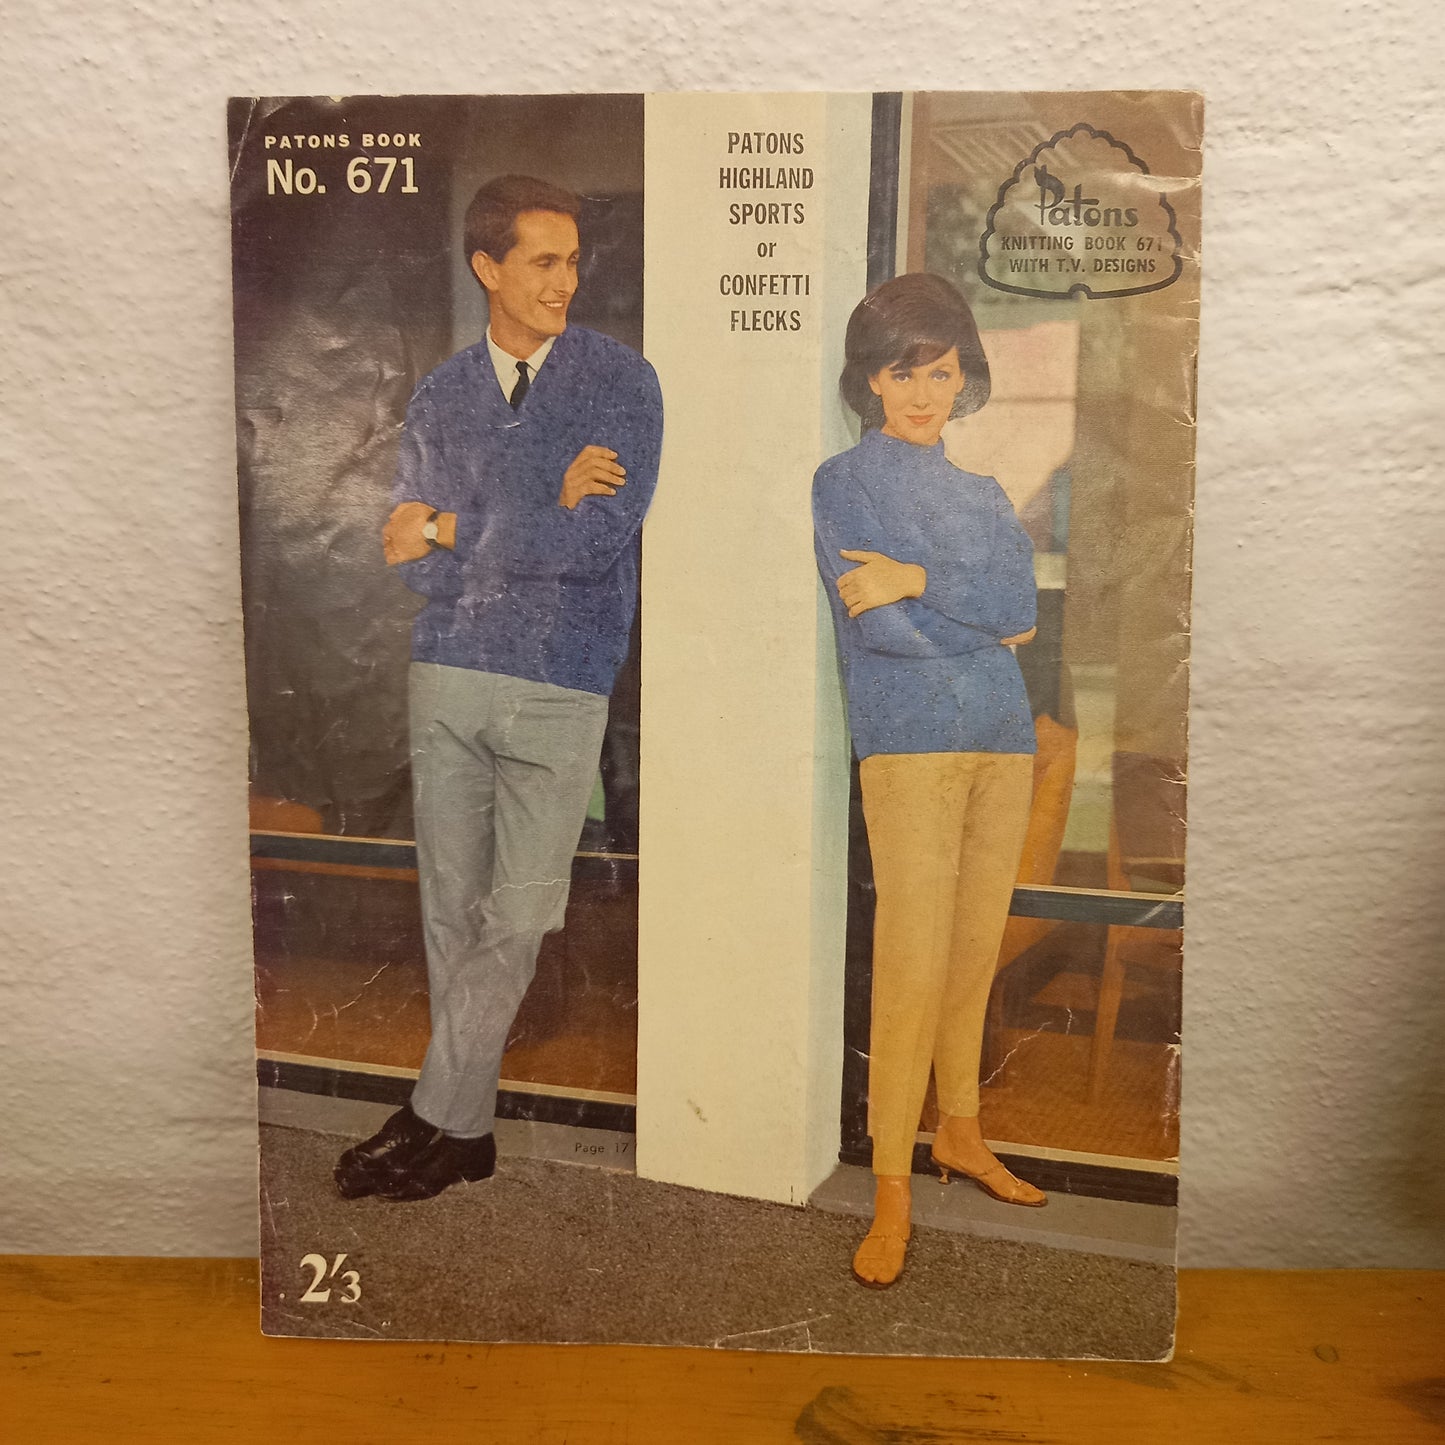 PATONS BOOK
No. 671
PATONS
HIGHLAND
SPORTS
or
CONFETTI
FLECKS
Patons
KNITTING BOOK 671
WITH T.V. DESIGNS
Page 17
2/3